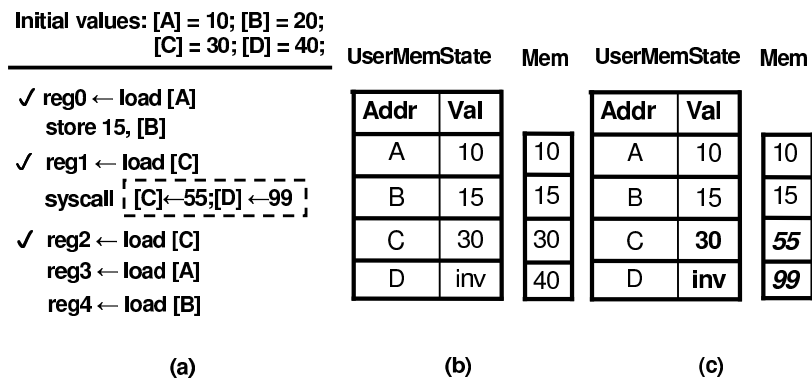 Initial values: [A] = 10; [B] = 20;
[C] = 30; [D] = 40;
✓ reg0 ← load [A]
store 15, [B]
✓ reg1 ← load [C]
syscall [C]←55;[D] ←99
✓ reg2 ← load [C]
reg3 ← load [A]
reg4 ← load [B]
(a)
UserMemState Mem
Addr Val
A 10 10
B 15 15
C 30 30
D inv 40
(b)
UserMemState Mem
Addr Val
A 10 10
B 15 15
C 30 55
D inv 99
(c)